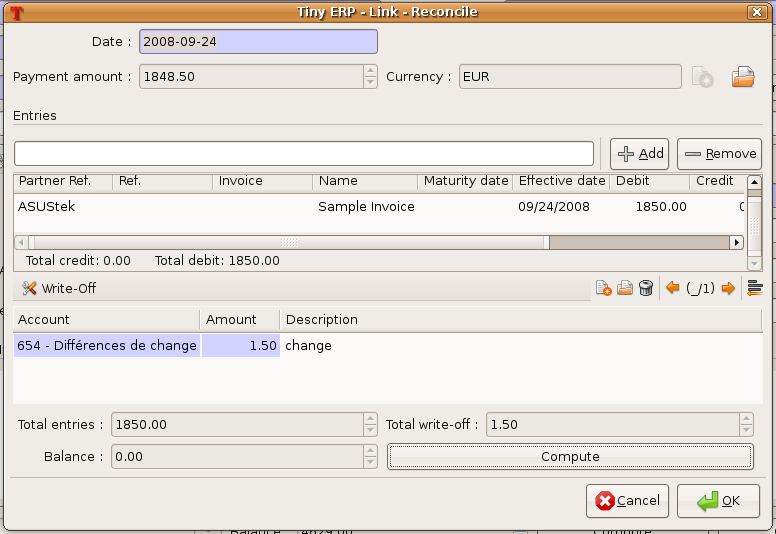 Tiny ERP - Link - Reconcile
Date : 2008-09-24
Payment amount : 1848.50 Currency : EUR
Entries
Add Remove
Partner Ref. Ref. Invoice Name Maturity date Effective date Debit Credit
ASUStek Sample Invoice 09/24/2008 1850.00
Total credit: 0.00 Total debit: 1850.00
Write-Off (_/1)
Account Amount Description
654 - Différences de change 1.50 change
Total entries : 1850.00 Total write-off : 1.50
Balance : 0.00 Compute
Cancel OK